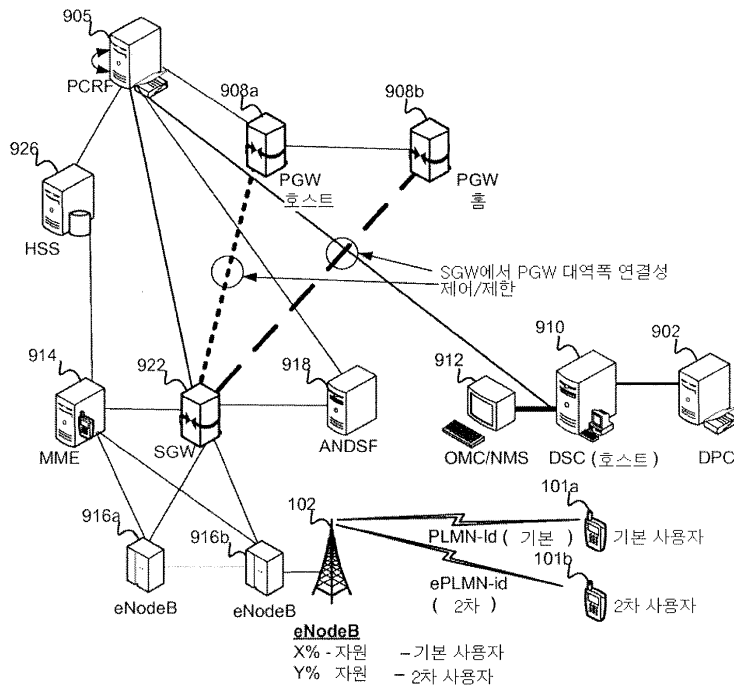 905
PCRF
908a
908b
926
PGW
호스트
PGW
홈
HSS
SGW에서 PGW 대역폭 연결성
제어/제한
914
922
918
910
902
912
MME
SGW
ANDSF
OMC/NMS
DSC (호스트)
DPC
916a
916b
102
101a
PLMN-Id ( 기본 )
기본 사용자
101b
eNodeB
eNodeB
ePLMN-id
( 2차 )
2차 사용자
eNodeB
X% - 자원 – 기본 사용자
Y% 자원 – 2차 사용자